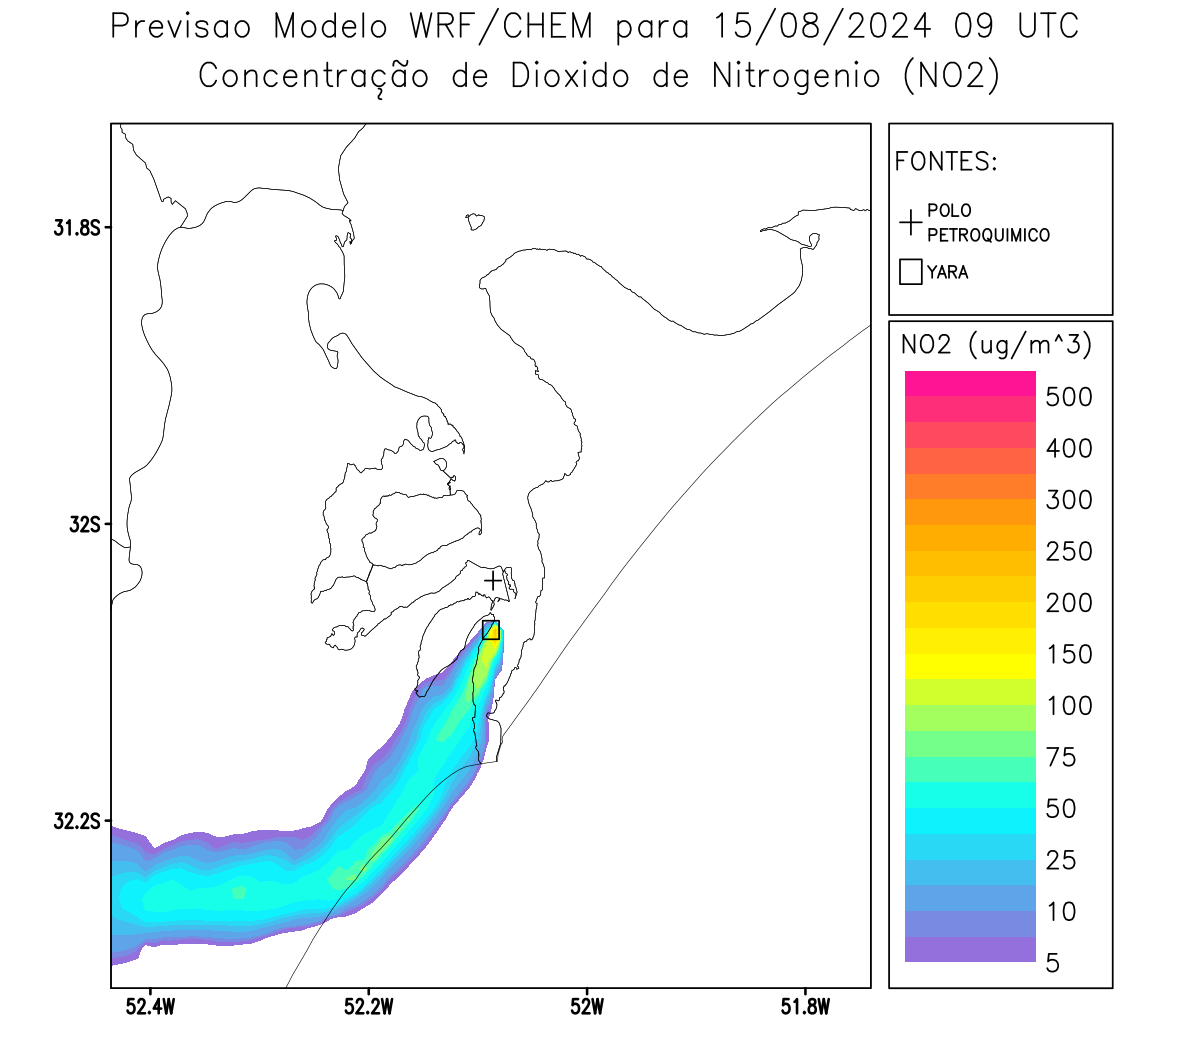 Previsao Modelo WRF/CHEM para 15/08/2024 09 UTC
Concentração de Dioxido de Nitrogenio (NO2)
FONTES:
POLO
PETROQUIMICO
YARA
NO2 (ug/m^3)
500
400
300
250
200
150
100
75
50
25
10
5
31.8S
32S
32.2S
52.4W
52.2W
52W
51.8W